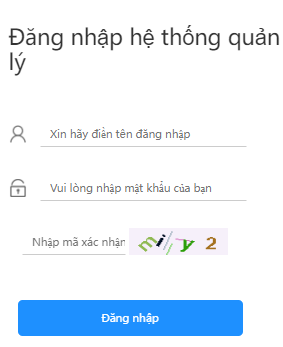 Đăng nhập hệ thống quản
lý
Xin hãy điền tên đăng nhập
Vui lòng nhập mật khẩu của bạn
Nhập mã xác nhận
Đăng nhập